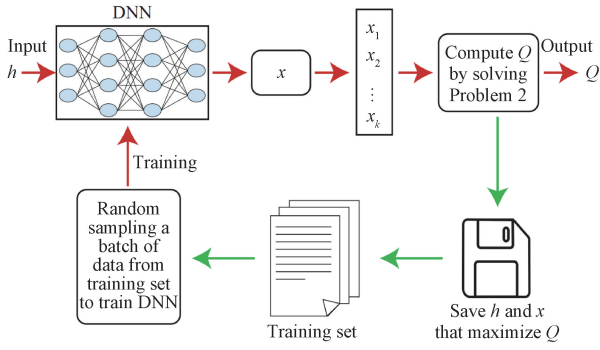 DNN
Input
h
x
x1
x2
⋮
xk
Compute Q
by solving
Problem 2
Output
Q
Training
Random
sampling a
batch of
data from
training set
to train DNN
Training set
Save h and x
that maximize Q